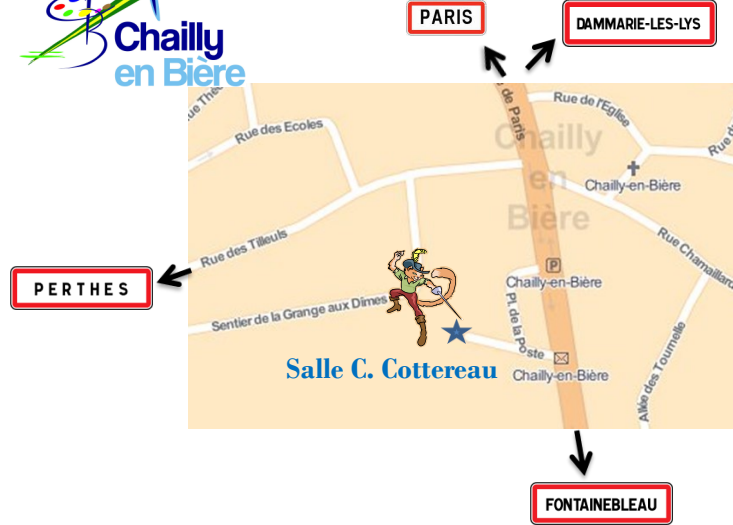 Chailly
en Bière
PARIS
DAMMARIE-LES-LYS
Rue de l'Eglise
de Paris
Rue des Ecoles
Chailly
en
Bière
Chailly-en-Bière
Rue des Tilleuls
Rue Chamaillard
PERTHES
P
Chailly-en-Bière
Sentier de la Grange aux Dîmes
Pl. de la Poste
Salle C. Cottereau
Chailly-en-Bière
Allée des Tournelle
FONTAINEBLEAU